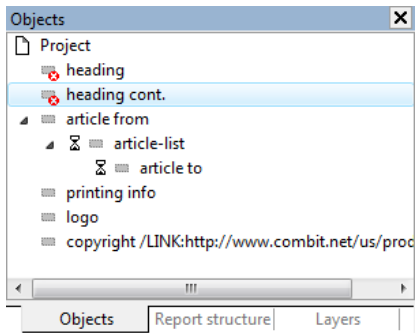 Objects
Project
heading
heading cont.
article from
article-list
article to
printing info
logo
copyright /LINK:http://www.combit.net/us/prod
Objects Report structure Layers